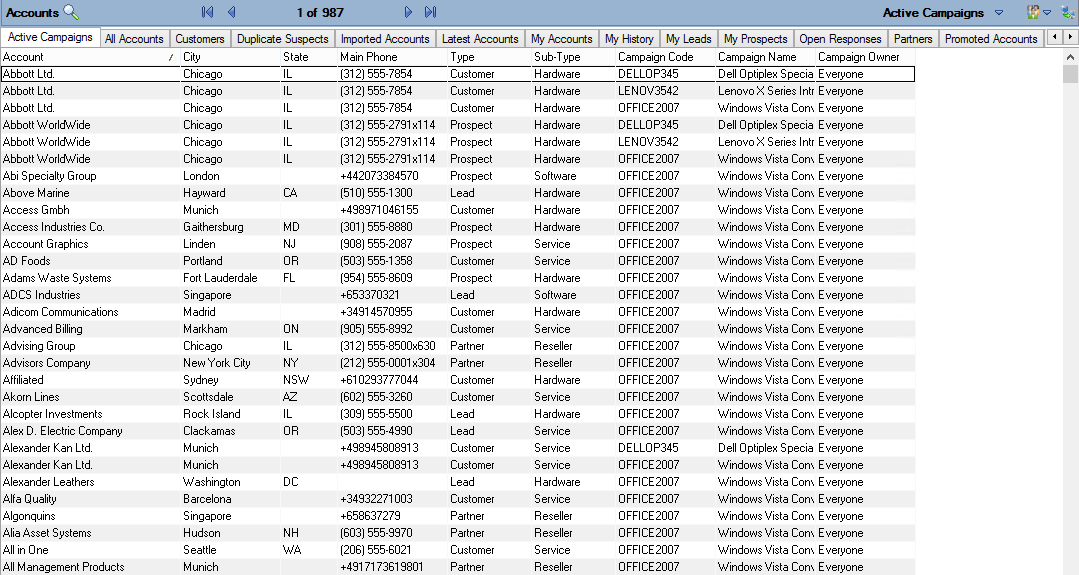 Accounts 1 of 987 Active Campaigns
Active Campaigns All Accounts Customers Duplicate Suspects Imported Accounts Latest Accounts My Accounts My History My Leads My Prospects Open Responses Partners Promoted Accounts
Account / City State Main Phone Type Sub-Type Campaign Code Campaign Name Campaign Owner
Abbott Ltd. Chicago IL (312) 555-7854 Customer Hardware DELLOP345 Dell Optiplex Specia Everyone
Abbott Ltd. Chicago IL (312) 555-7854 Customer Hardware LENOV3542 Lenovo X Series Intr Everyone
Abbott Ltd. Chicago IL (312) 555-7854 Customer Hardware OFFICE2007 Windows Vista Conv Everyone
Abbott WorldWide Chicago IL (312) 555-2791x114 Prospect Hardware DELLOP345 Dell Optiplex Specia Everyone
Abbott WorldWide Chicago IL (312) 555-2791x114 Prospect Hardware LENOV3542 Lenovo X Series Intr Everyone
Abbott WorldWide Chicago IL (312) 555-2791x114 Prospect Hardware OFFICE2007 Windows Vista Conv Everyone
Abi Specialty Group London +442073384570 Prospect Software OFFICE2007 Windows Vista Conv Everyone
Above Marine Hayward CA (510) 555-1300 Lead Hardware OFFICE2007 Windows Vista Conv Everyone
Access Gmbh Munich +498971046155 Customer Hardware OFFICE2007 Windows Vista Conv Everyone
Access Industries Co. Gaithersburg MD (301) 555-8880 Prospect Hardware OFFICE2007 Windows Vista Conv Everyone
Account Graphics Linden NJ (908) 555-2087 Prospect Service OFFICE2007 Windows Vista Conv Everyone
AD Foods Portland OR (503) 555-1358 Customer Service OFFICE2007 Windows Vista Conv Everyone
Adams Waste Systems Fort Lauderdale FL (954) 555-8609 Prospect Hardware OFFICE2007 Windows Vista Conv Everyone
ADCS Industries Singapore +653370321 Lead Software OFFICE2007 Windows Vista Conv Everyone
Adicom Communications Madrid +34914570955 Customer Hardware OFFICE2007 Windows Vista Conv Everyone
Advanced Billing Markham ON (905) 555-8992 Customer Service OFFICE2007 Windows Vista Conv Everyone
Advising Group Chicago IL (312) 555-8500x630 Partner Reseller OFFICE2007 Windows Vista Conv Everyone
Advisors Company New York City NY (212) 555-0001x304 Partner Reseller OFFICE2007 Windows Vista Conv Everyone
Affiliated Sydney NSW +610293777044 Customer Hardware OFFICE2007 Windows Vista Conv Everyone
Akorn Lines Scottsdale AZ (602) 555-3260 Customer Service OFFICE2007 Windows Vista Conv Everyone
Alcopter Investments Rock Island IL (309) 555-5500 Lead Hardware OFFICE2007 Windows Vista Conv Everyone
Alex D. Electric Company Clackamas OR (503) 555-4990 Lead Service OFFICE2007 Windows Vista Conv Everyone
Alexander Kan Ltd. Munich +498945808913 Customer Service DELLOP345 Dell Optiplex Specia Everyone
Alexander Kan Ltd. Munich +498945808913 Customer Service OFFICE2007 Windows Vista Conv Everyone
Alexander Leathers Washington DC Lead Hardware OFFICE2007 Windows Vista Conv Everyone
Alfa Quality Barcelona +34932271003 Customer Service OFFICE2007 Windows Vista Conv Everyone
Algonquins Singapore +658637279 Partner Reseller OFFICE2007 Windows Vista Conv Everyone
Alia Asset Systems Hudson NH (603) 555-9970 Partner Reseller OFFICE2007 Windows Vista Conv Everyone
All in One Seattle WA (206) 555-6021 Customer Service OFFICE2007 Windows Vista Conv Everyone
All Management Products Munich +4917173619801 Partner Reseller OFFICE2007 Windows Vista Conv Everyone